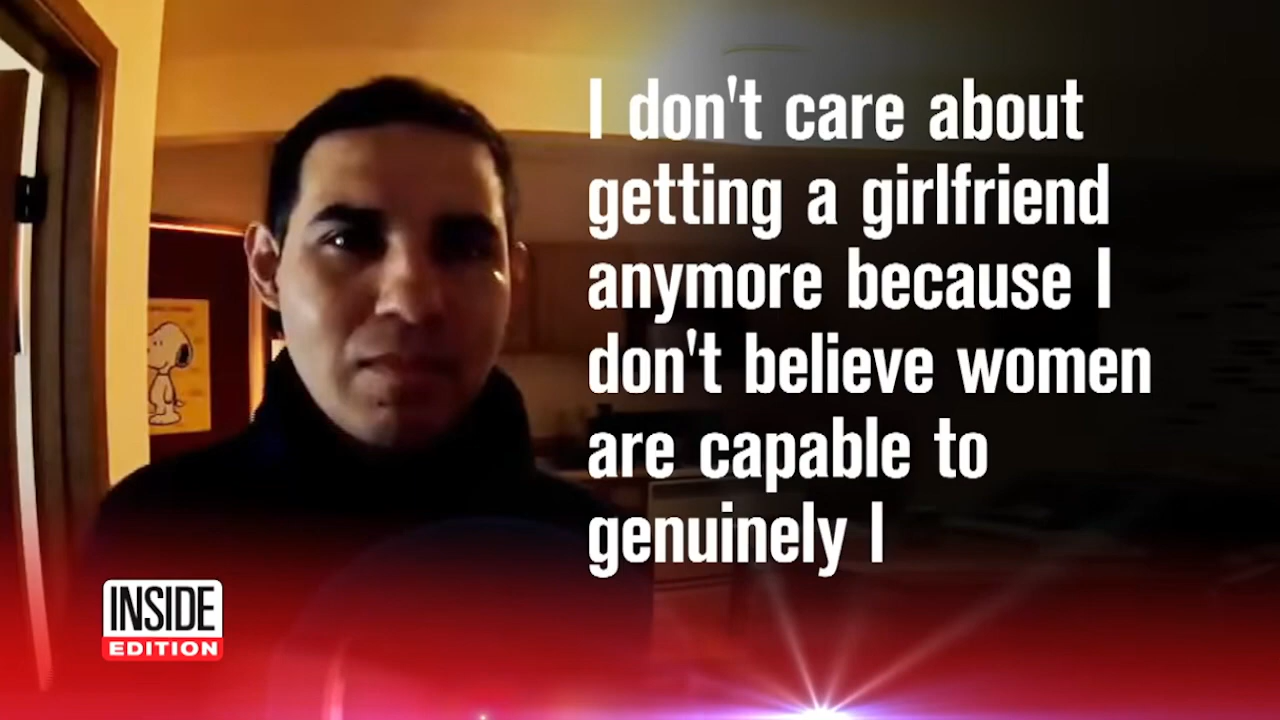 I don't care about
getting a girlfriend
anymore because I
don't believe women
are capable to
genuinely l
INSIDE
EDITION